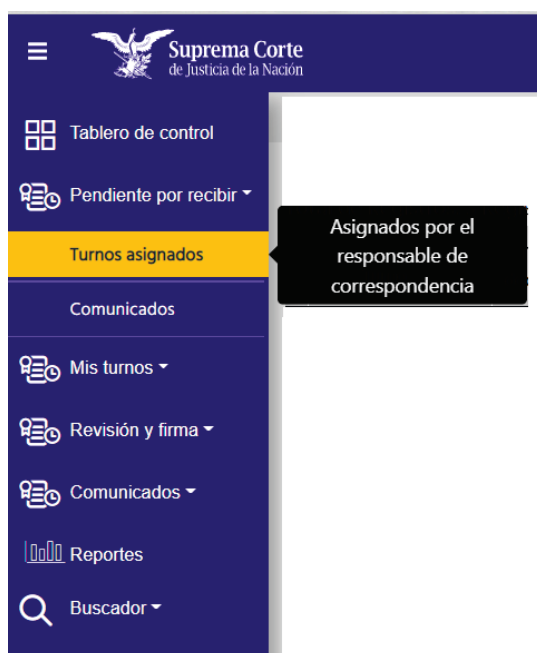 Suprema Corte
de Justicia de la Nación
Tablero de control
Pendiente por recibir
Turnos asignados
Asignados por el
responsable de
correspondencia
Comunicados
Mis turnos
Revisión y firma
Comunicados
Reportes
Buscador